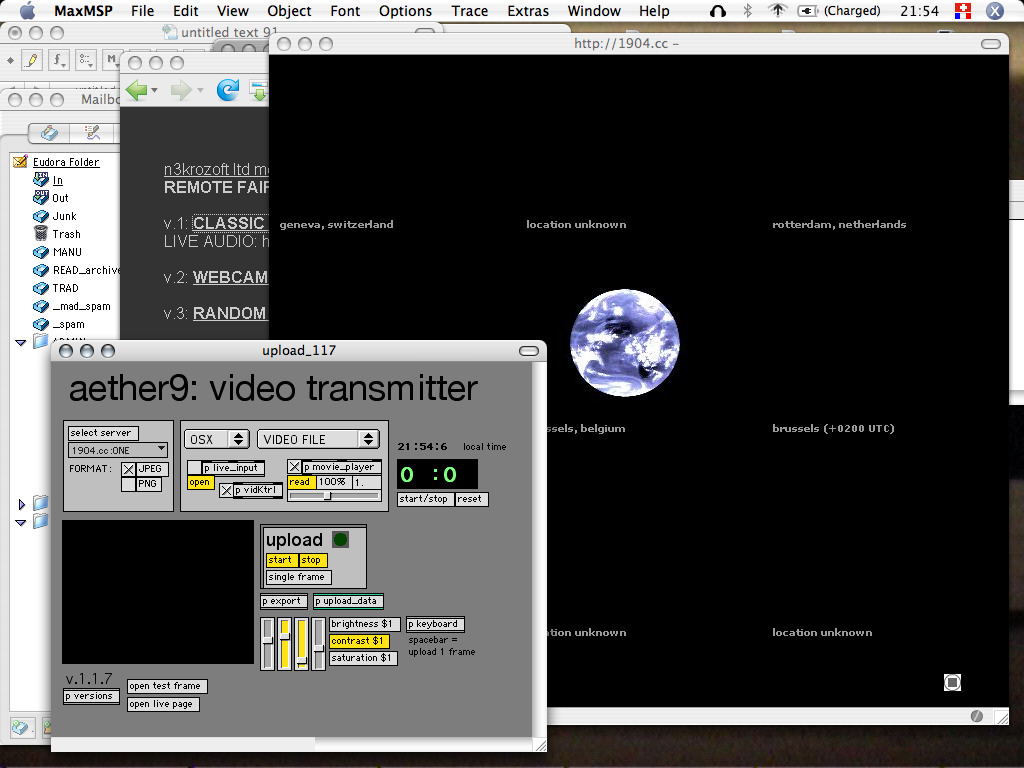 MaxMSP File Edit View Object Font Options Trace Extras Window Help (Charged) 21:54
untitled text 91
http://1904.cc –
Mailbo
Eudora Folder
In
Out
Junk
Trash
MANU
READ_archive
TRAD
_mad_spam
_spam
n3krozoft ltd m
REMOTE FAIR
v.1: CLASSIC
LIVE AUDIO: h
v.2: WEBCAM
v.3: RANDOM
geneva, switzerland
location unknown
rotterdam, netherlands
ssels, belgium
brussels (+0200 UTC)
tion unknown
location unknown
upload_117
aether9: video transmitter
select server
1904.cc :ONE
FORMAT:
JPEG
PNG
OSX
VIDEO FILE
p live_input
open
p vidKtrl
p movie_player
read 100% 1.
21:54:6 local time
0 :0
start/stop reset
upload
start stop
single frame
p export
p upload_data
brightness $1
contrast $1
saturation $1
p keyboard
spacebar =
upload 1 frame
v.1.1.7
p versions
open test frame
open live page